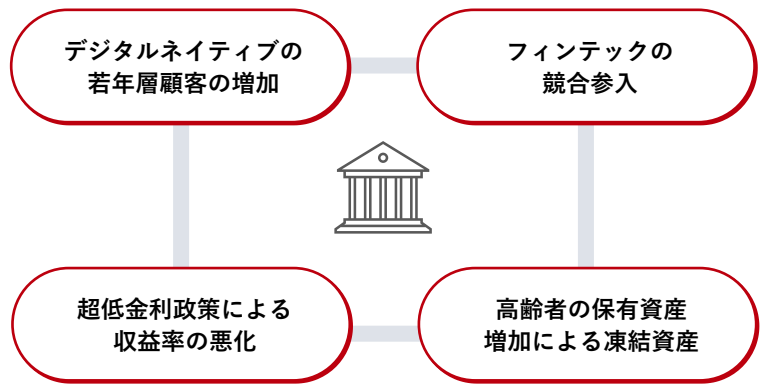 デジタルネイティブの
若年層顧客の増加
フィンテックの
競合参入
超低金利政策による
収益率の悪化
高齢者の保有資産
増加による凍結資産